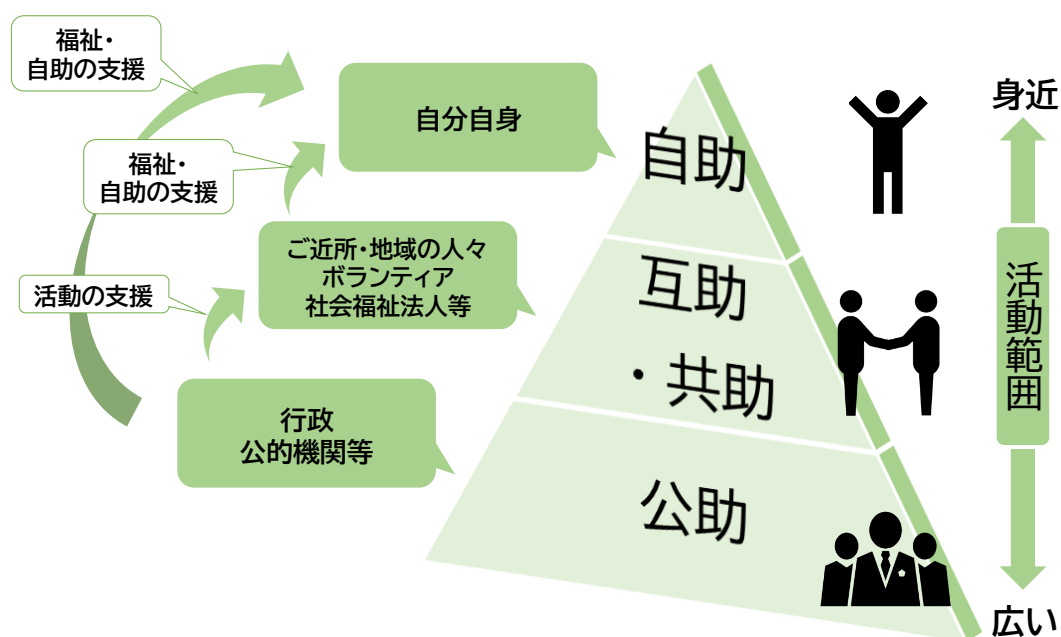 福祉・
自助の支援
自分自身
自助
身近
福祉・
自助の支援
ご近所・地域の人々
ボランティア
社会福祉法人等
互助
・共助
活動範囲
活動の支援
行政
公的機関等
公助
広い